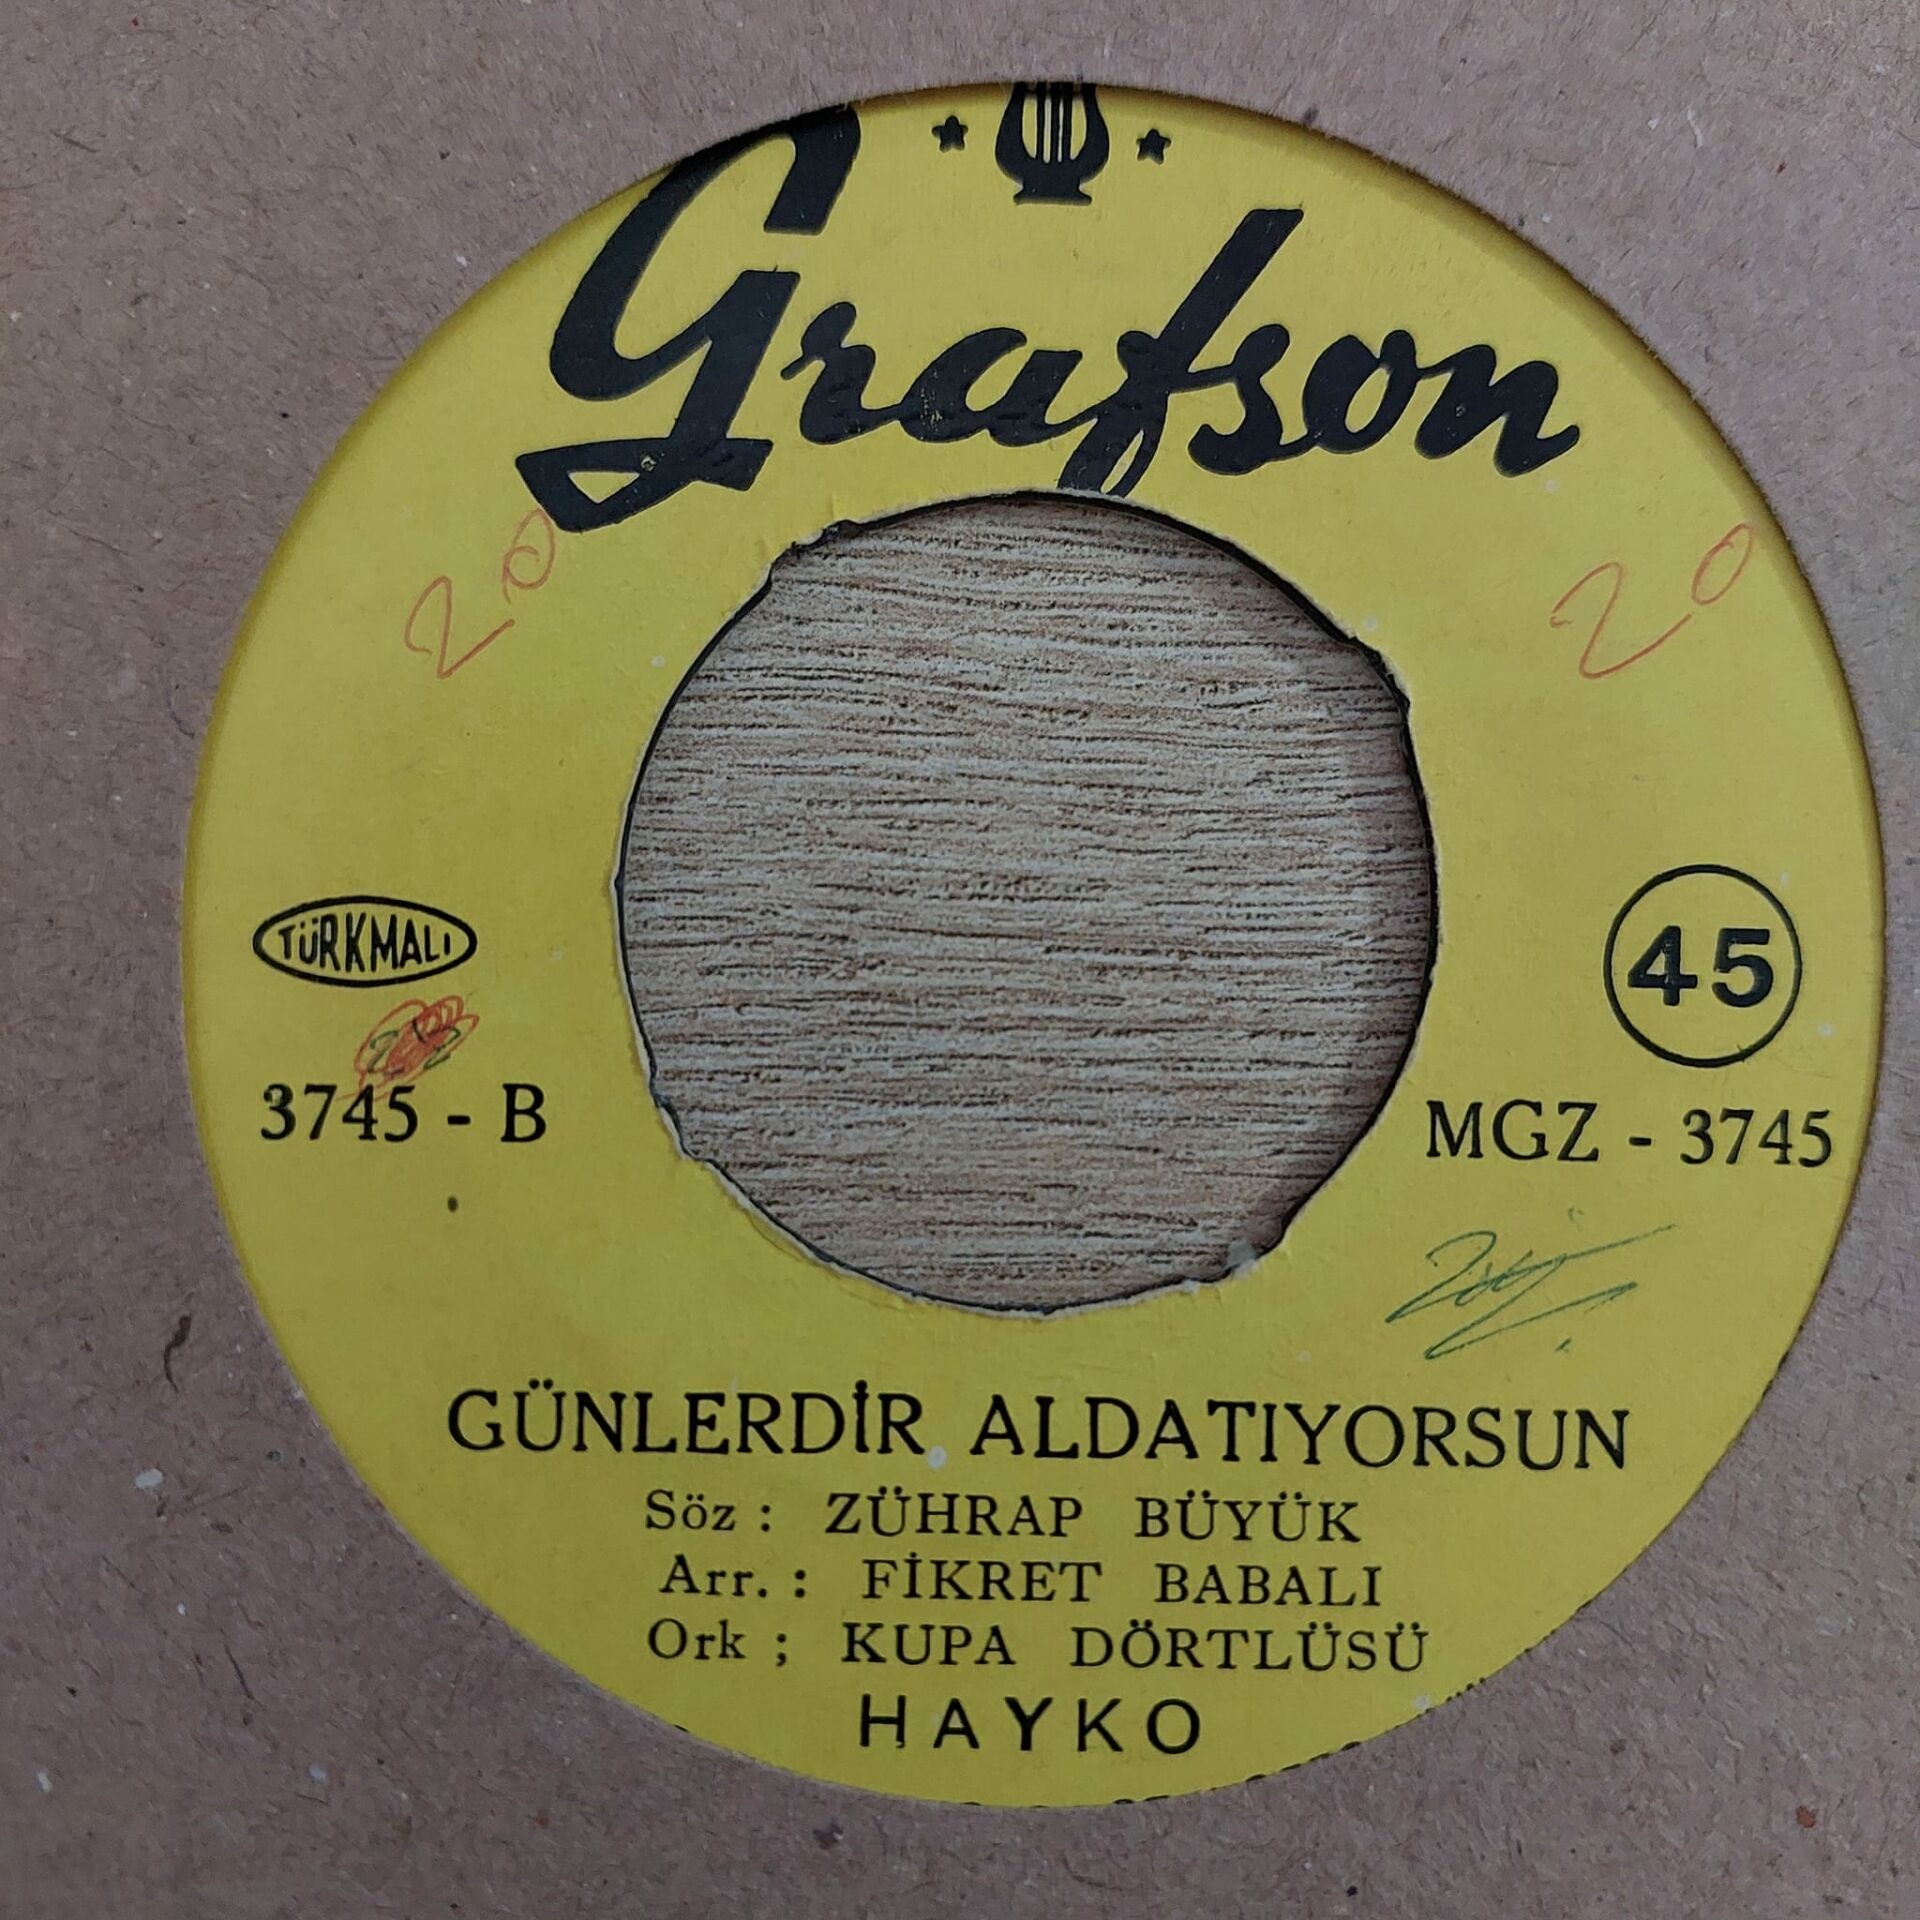 Grafson
20 20
TÜRKMALI
45
3745 - B
MGZ - 3745
GÜNLERDİR ALDATIYORSUN
Söz : ZÜHRAP BÜYÜK
Arr. : FİKRET BABALI
Ork ; KUPA DÖRTLÜSÜ
HAYKO